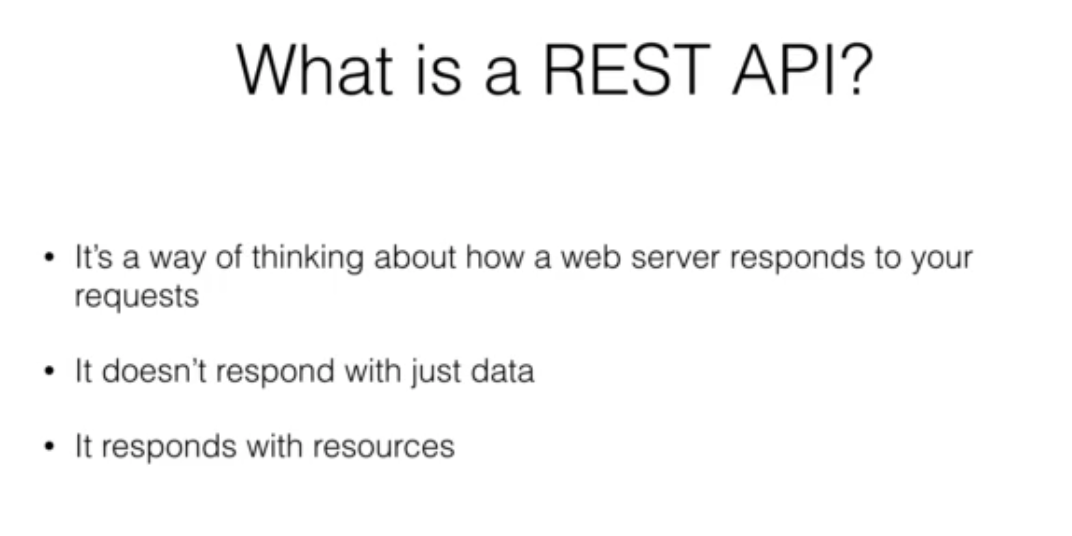 What is a REST API?
• It’s a way of thinking about how a web server responds to your
requests
• It doesn’t respond with just data
• It responds with resources